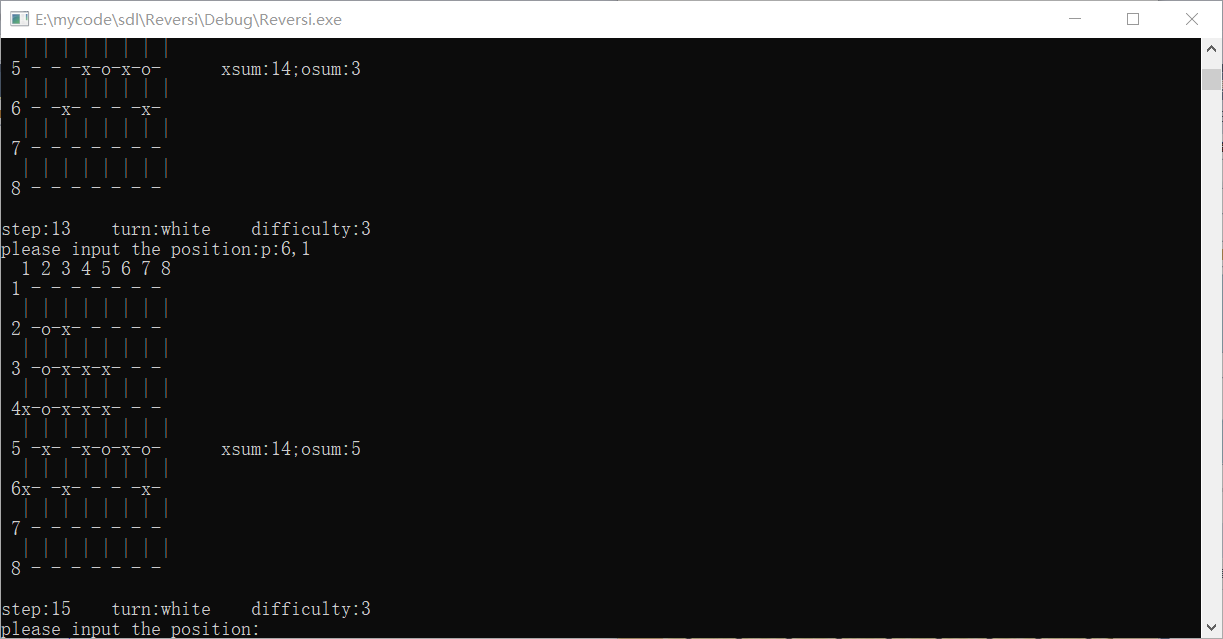 E:\mycode\sdl\Reversi\Debug\Reversi.exe
| | | | | | | |
5 - - -x-o-x-o-      xsum:14;osum:3
| | | | | | | |
6 - -x- - - -x-
| | | | | | | |
7 - - - - - - -
| | | | | | | |
8 - - - - - - -
step:13    turn:white    difficulty:3
please input the position:p:6,1
1 2 3 4 5 6 7 8
1 - - - - - - -
| | | | | | | |
2 -o-x- - - - -
| | | | | | | |
3 -o-x-x-x- - -
| | | | | | | |
4x-o-x-x-x- - -
| | | | | | | |
5 -x- -x-o-x-o-      xsum:14;osum:5
| | | | | | | |
6x- -x- - - -x-
| | | | | | | |
7 - - - - - - -
| | | | | | | |
8 - - - - - - -
step:15    turn:white    difficulty:3
please input the position: